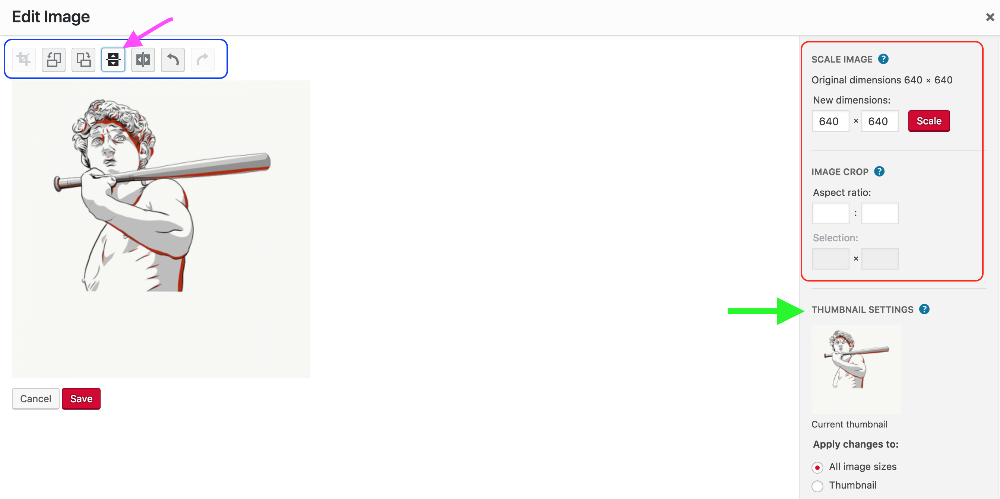 Edit Image
SCALE IMAGE ?
Original dimensions 640 × 640
New dimensions:
640 × 640 Scale
IMAGE CROP ?
Aspect ratio:
:
Selection:
×
THUMBNAIL SETTINGS ?
Current thumbnail
Apply changes to:
All image sizes
Thumbnail
Cancel Save